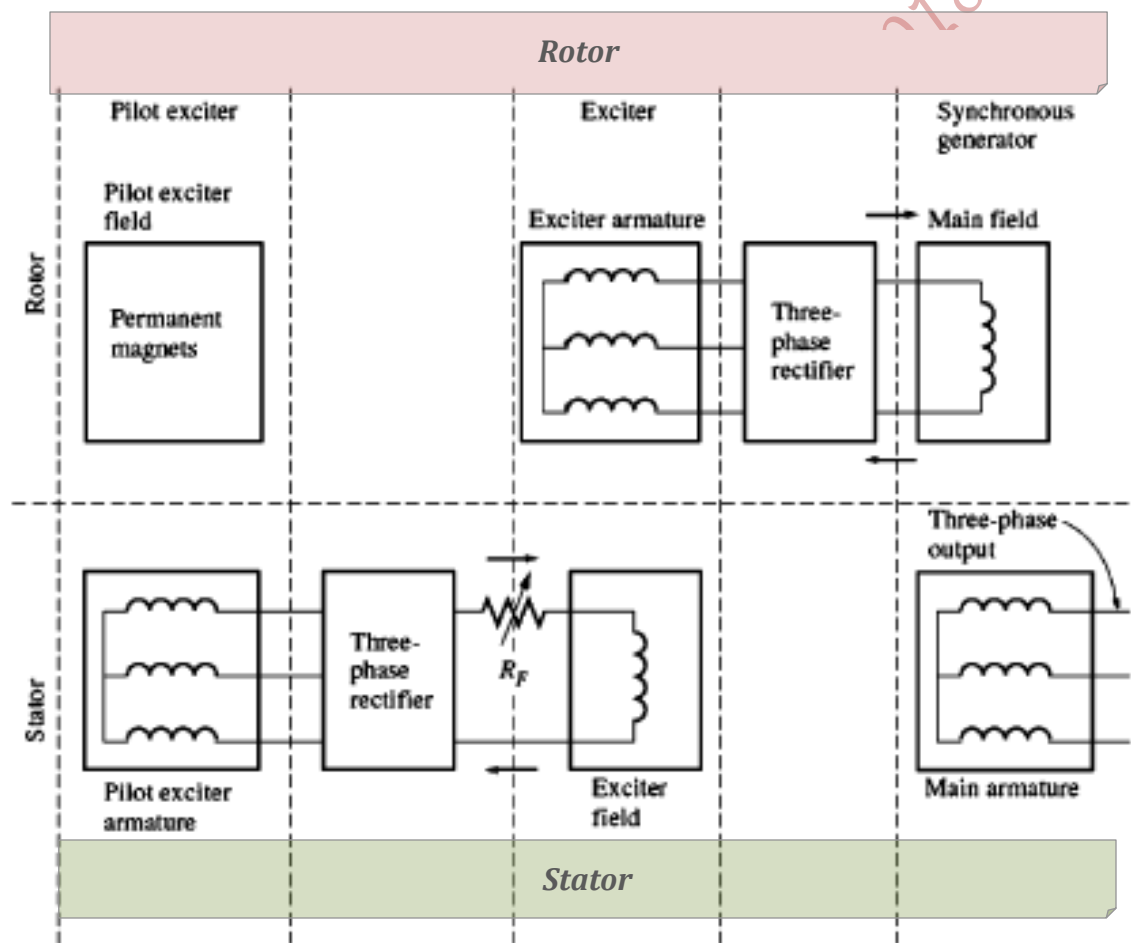 Rotor
Pilot exciter
Exciter
Synchronous
generator
Pilot exciter
field
Exciter armature
Main field
Rotor
Permanent
magnets
Three-
phase
rectifier
Three-phase
output
Stator
Three-
phase
rectifier
R_F
Pilot exciter
armature
Exciter
field
Main armature
Stator